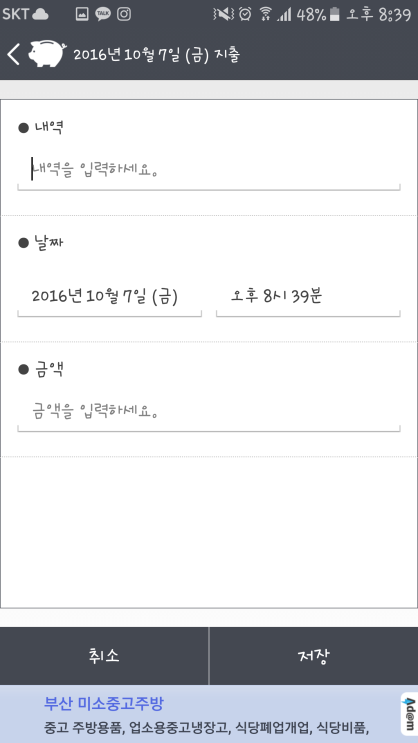 SKT TALK 48% 오후 8:39
2016년 10월 7일 (금) 지출
● 내역
내역을 입력하세요.
● 날짜
2016년 10월 7일 (금) 오후 8시 39분
● 금액
금액을 입력하세요.
취소 저장
부산 미소중고주방
중고 주방용품, 업소용중고냉장고, 식당폐업개업, 식당비품,
Ad@m